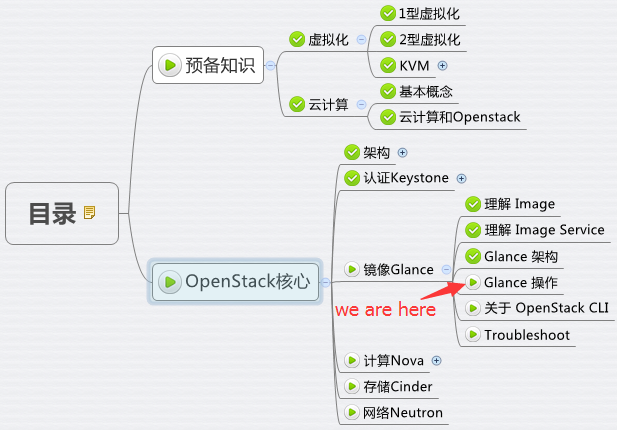 目录
预备知识
虚拟化
1型虚拟化
2型虚拟化
KVM
云计算
基本概念
云计算和Openstack
OpenStack核心
架构
认证Keystone
镜像Glance
理解 Image
理解 Image Service
Glance 架构
Glance 操作
we are here
关于 OpenStack CLI
Troubleshoot
计算Nova
存储Cinder
网络Neutron